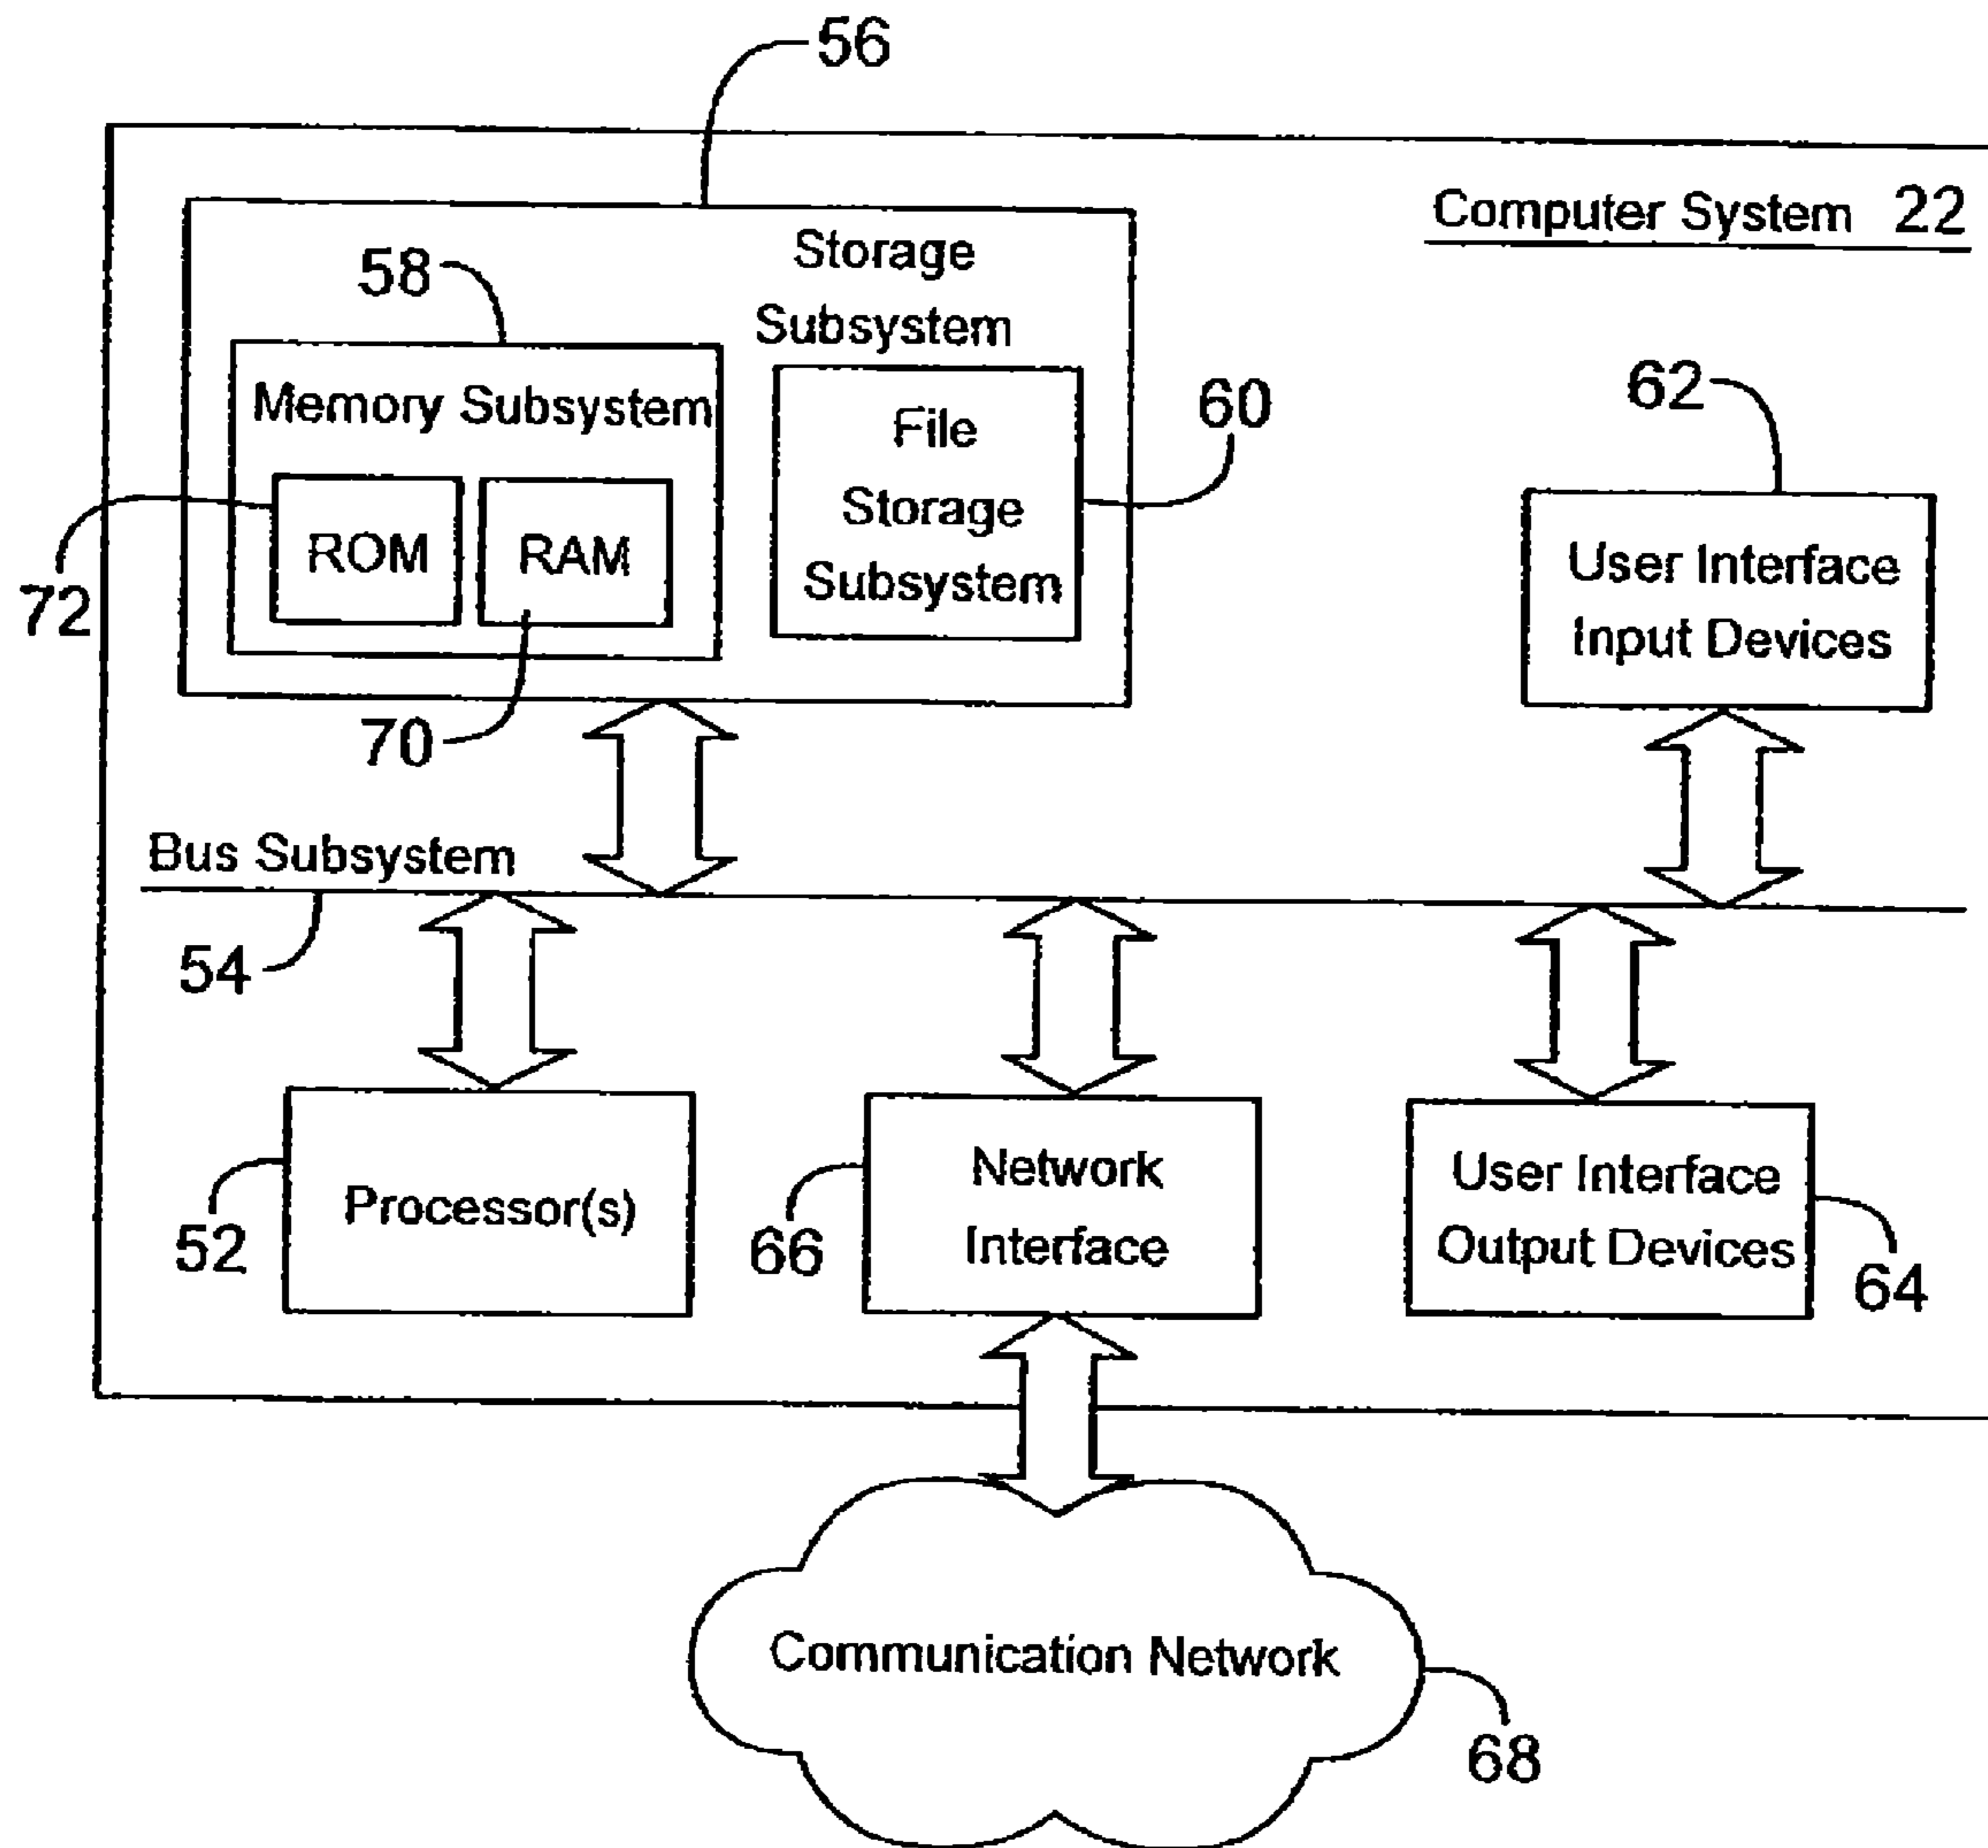 56
Computer System 22
Storage
Subsystem
58
Memory Subsystem
ROM
RAM
72
70
File
Storage
Subsystem
60
62
User Interface
Input Devices
Bus Subsystem
54
Processor(s)
52
Network
Interface
66
User Interface
Output Devices
64
Communication Network
68